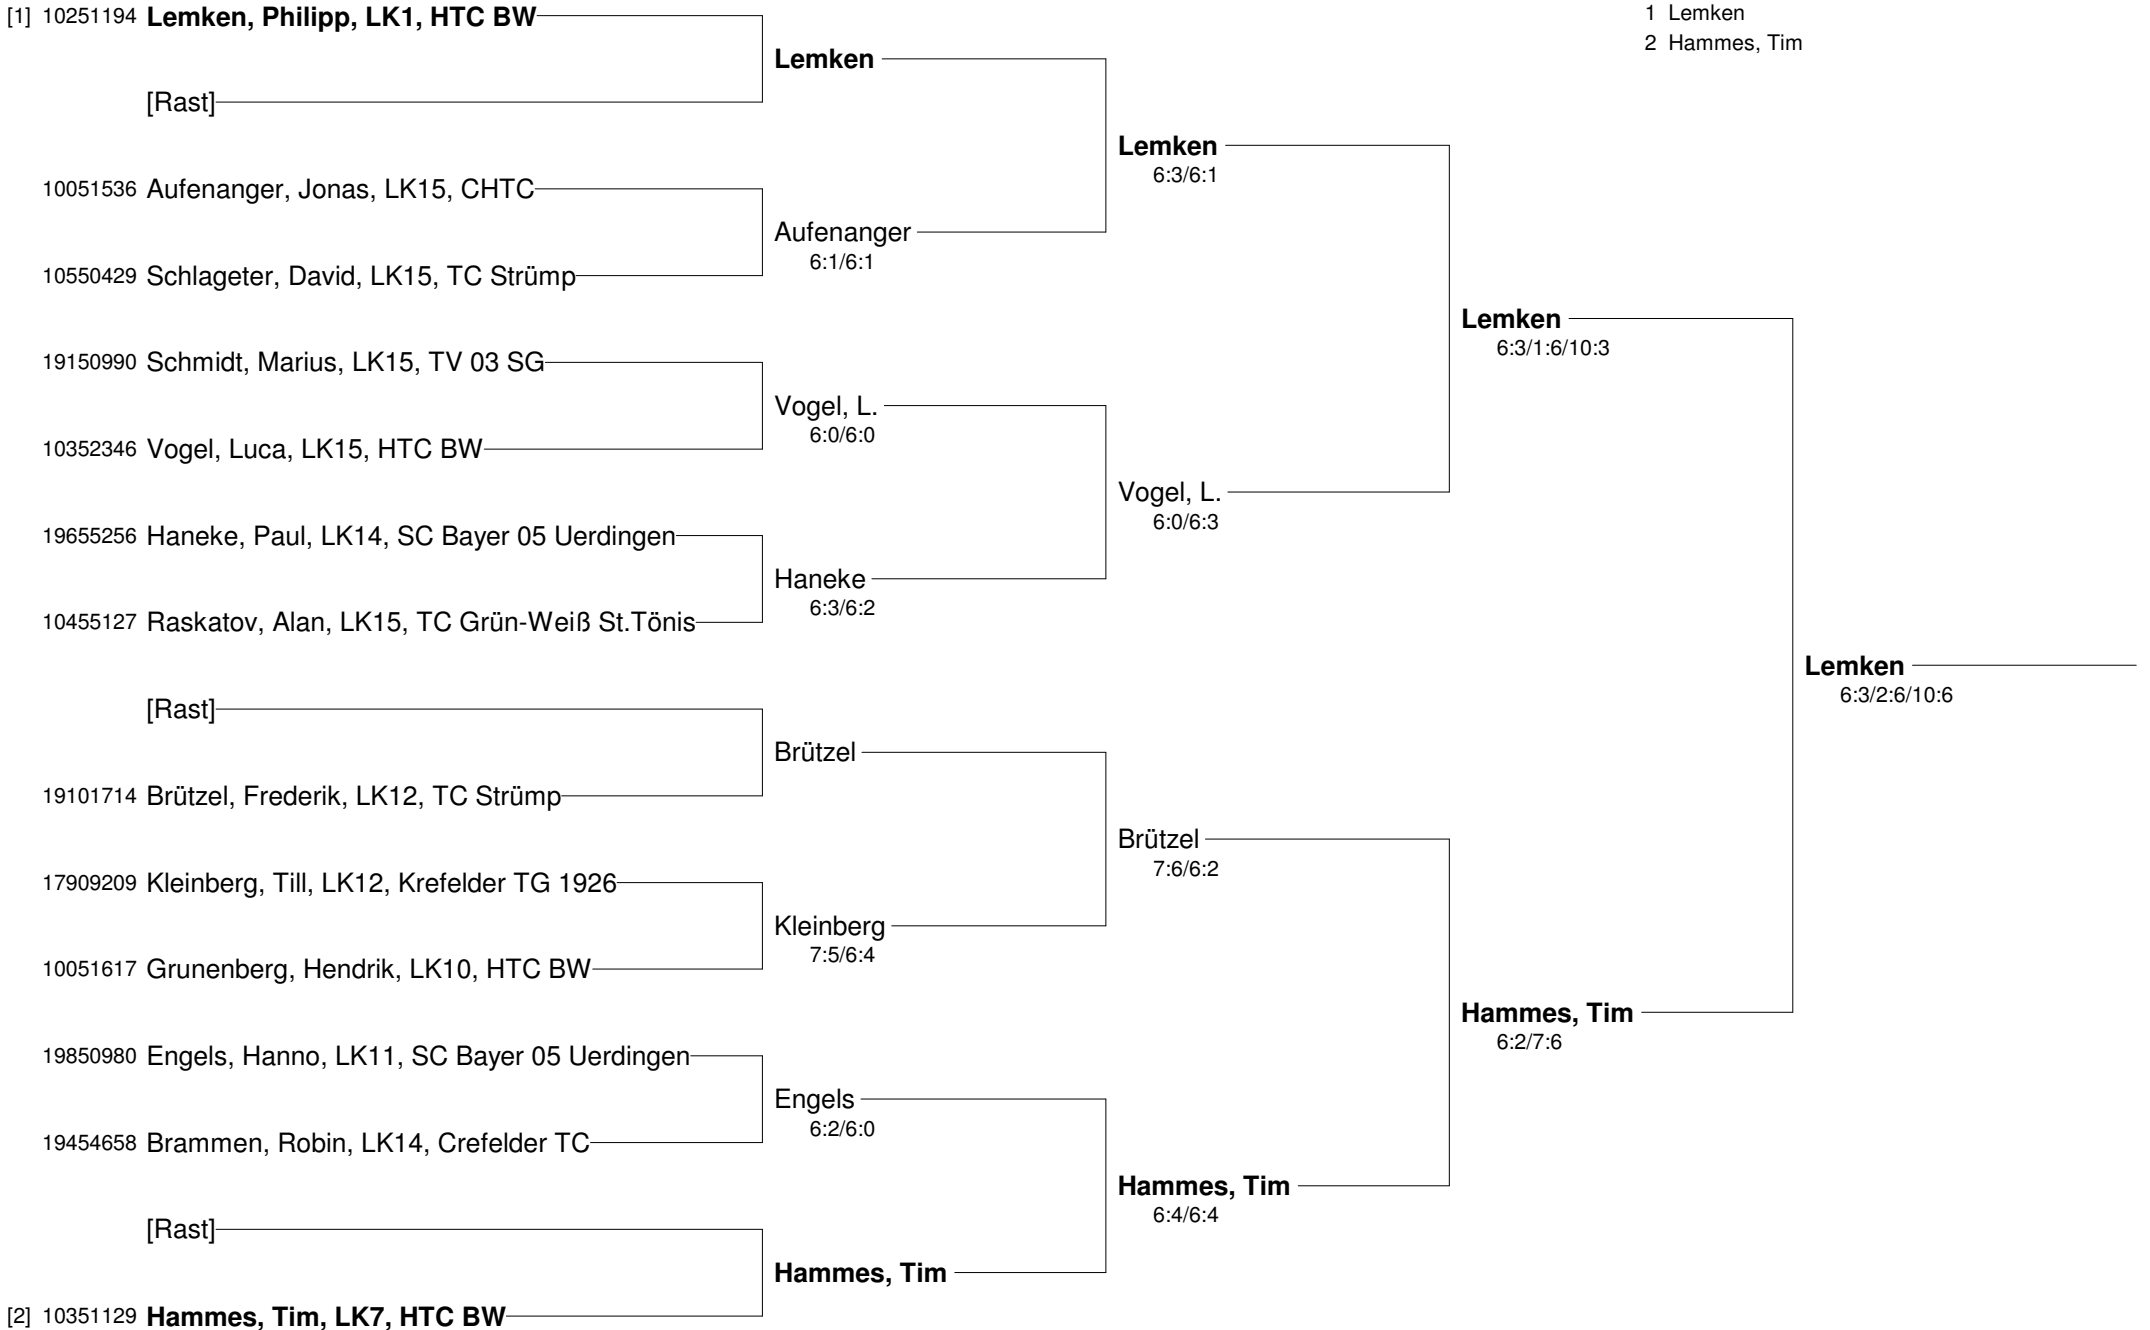 [1] 10251194 Lemken, Philipp, LK1, HTC BW
1 Lemken
2 Hammes, Tim
Lemken
[Rast]
Lemken
6:3/6:1
10051536 Aufenanger, Jonas, LK15, CHTC
Aufenanger
6:1/6:1
10550429 Schlageter, David, LK15, TC Strümp
Lemken
6:3/1:6/10:3
19150990 Schmidt, Marius, LK15, TV 03 SG
Vogel, L.
6:0/6:0
10352346 Vogel, Luca, LK15, HTC BW
Vogel, L.
6:0/6:3
19655256 Haneke, Paul, LK14, SC Bayer 05 Uerdingen
Haneke
6:3/6:2
10455127 Raskatov, Alan, LK15, TC Grün-Weiß St.Tönis
Lemken
6:3/2:6/10:6
[Rast]
Brützel
19101714 Brützel, Frederik, LK12, TC Strümp
Brützel
7:6/6:2
17909209 Kleinberg, Till, LK12, Krefelder TG 1926
Kleinberg
7:5/6:4
10051617 Grunenberg, Hendrik, LK10, HTC BW
Hammes, Tim
6:2/7:6
19850980 Engels, Hanno, LK11, SC Bayer 05 Uerdingen
Engels
6:2/6:0
19454658 Brammen, Robin, LK14, Crefelder TC
Hammes, Tim
6:4/6:4
[Rast]
Hammes, Tim
[2] 10351129 Hammes, Tim, LK7, HTC BW